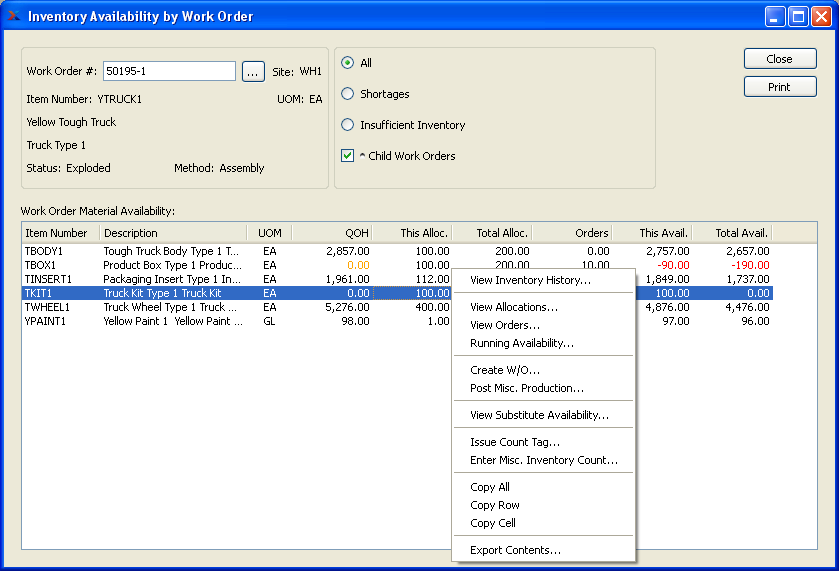 Inventory Availability by Work Order
Work Order #: 50195-1 ... Site: WH1
Item Number: YTRUCK1 UOM: EA
Yellow Tough Truck
Truck Type 1
Status: Exploded Method: Assembly
All
Shortages
Insufficient Inventory
^ Child Work Orders
Close
Print
Work Order Material Availability:
Item Number Description UOM QOH This Alloc. Total Alloc. Orders This Avail. Total Avail.
TBODY1 Tough Truck Body Type 1 T... EA 2,857.00 100.00 200.00 0.00 2,757.00 2,657.00
TBOX1 Product Box Type 1 Produc... EA 0.00 100.00 200.00 10.00 -90.00 -190.00
TINSERT1 Packaging Insert Type 1 In... EA 1,961.00 112.00 1,849.00 1,737.00
TKIT1 Truck Kit Type 1 Truck Kit EA 0.00 100.00 100.00 0.00
TWHEEL1 Truck Wheel Type 1 Truck ... EA 5,276.00 400.00 4,876.00 4,476.00
YPAINT1 Yellow Paint 1 Yellow Paint ... GL 98.00 1.00 97.00 96.00
View Inventory History...
View Allocations...
View Orders...
Running Availability...
Create W/O...
Post Misc. Production...
View Substitute Availability...
Issue Count Tag...
Enter Misc. Inventory Count...
Copy All
Copy Row
Copy Cell
Export Contents...